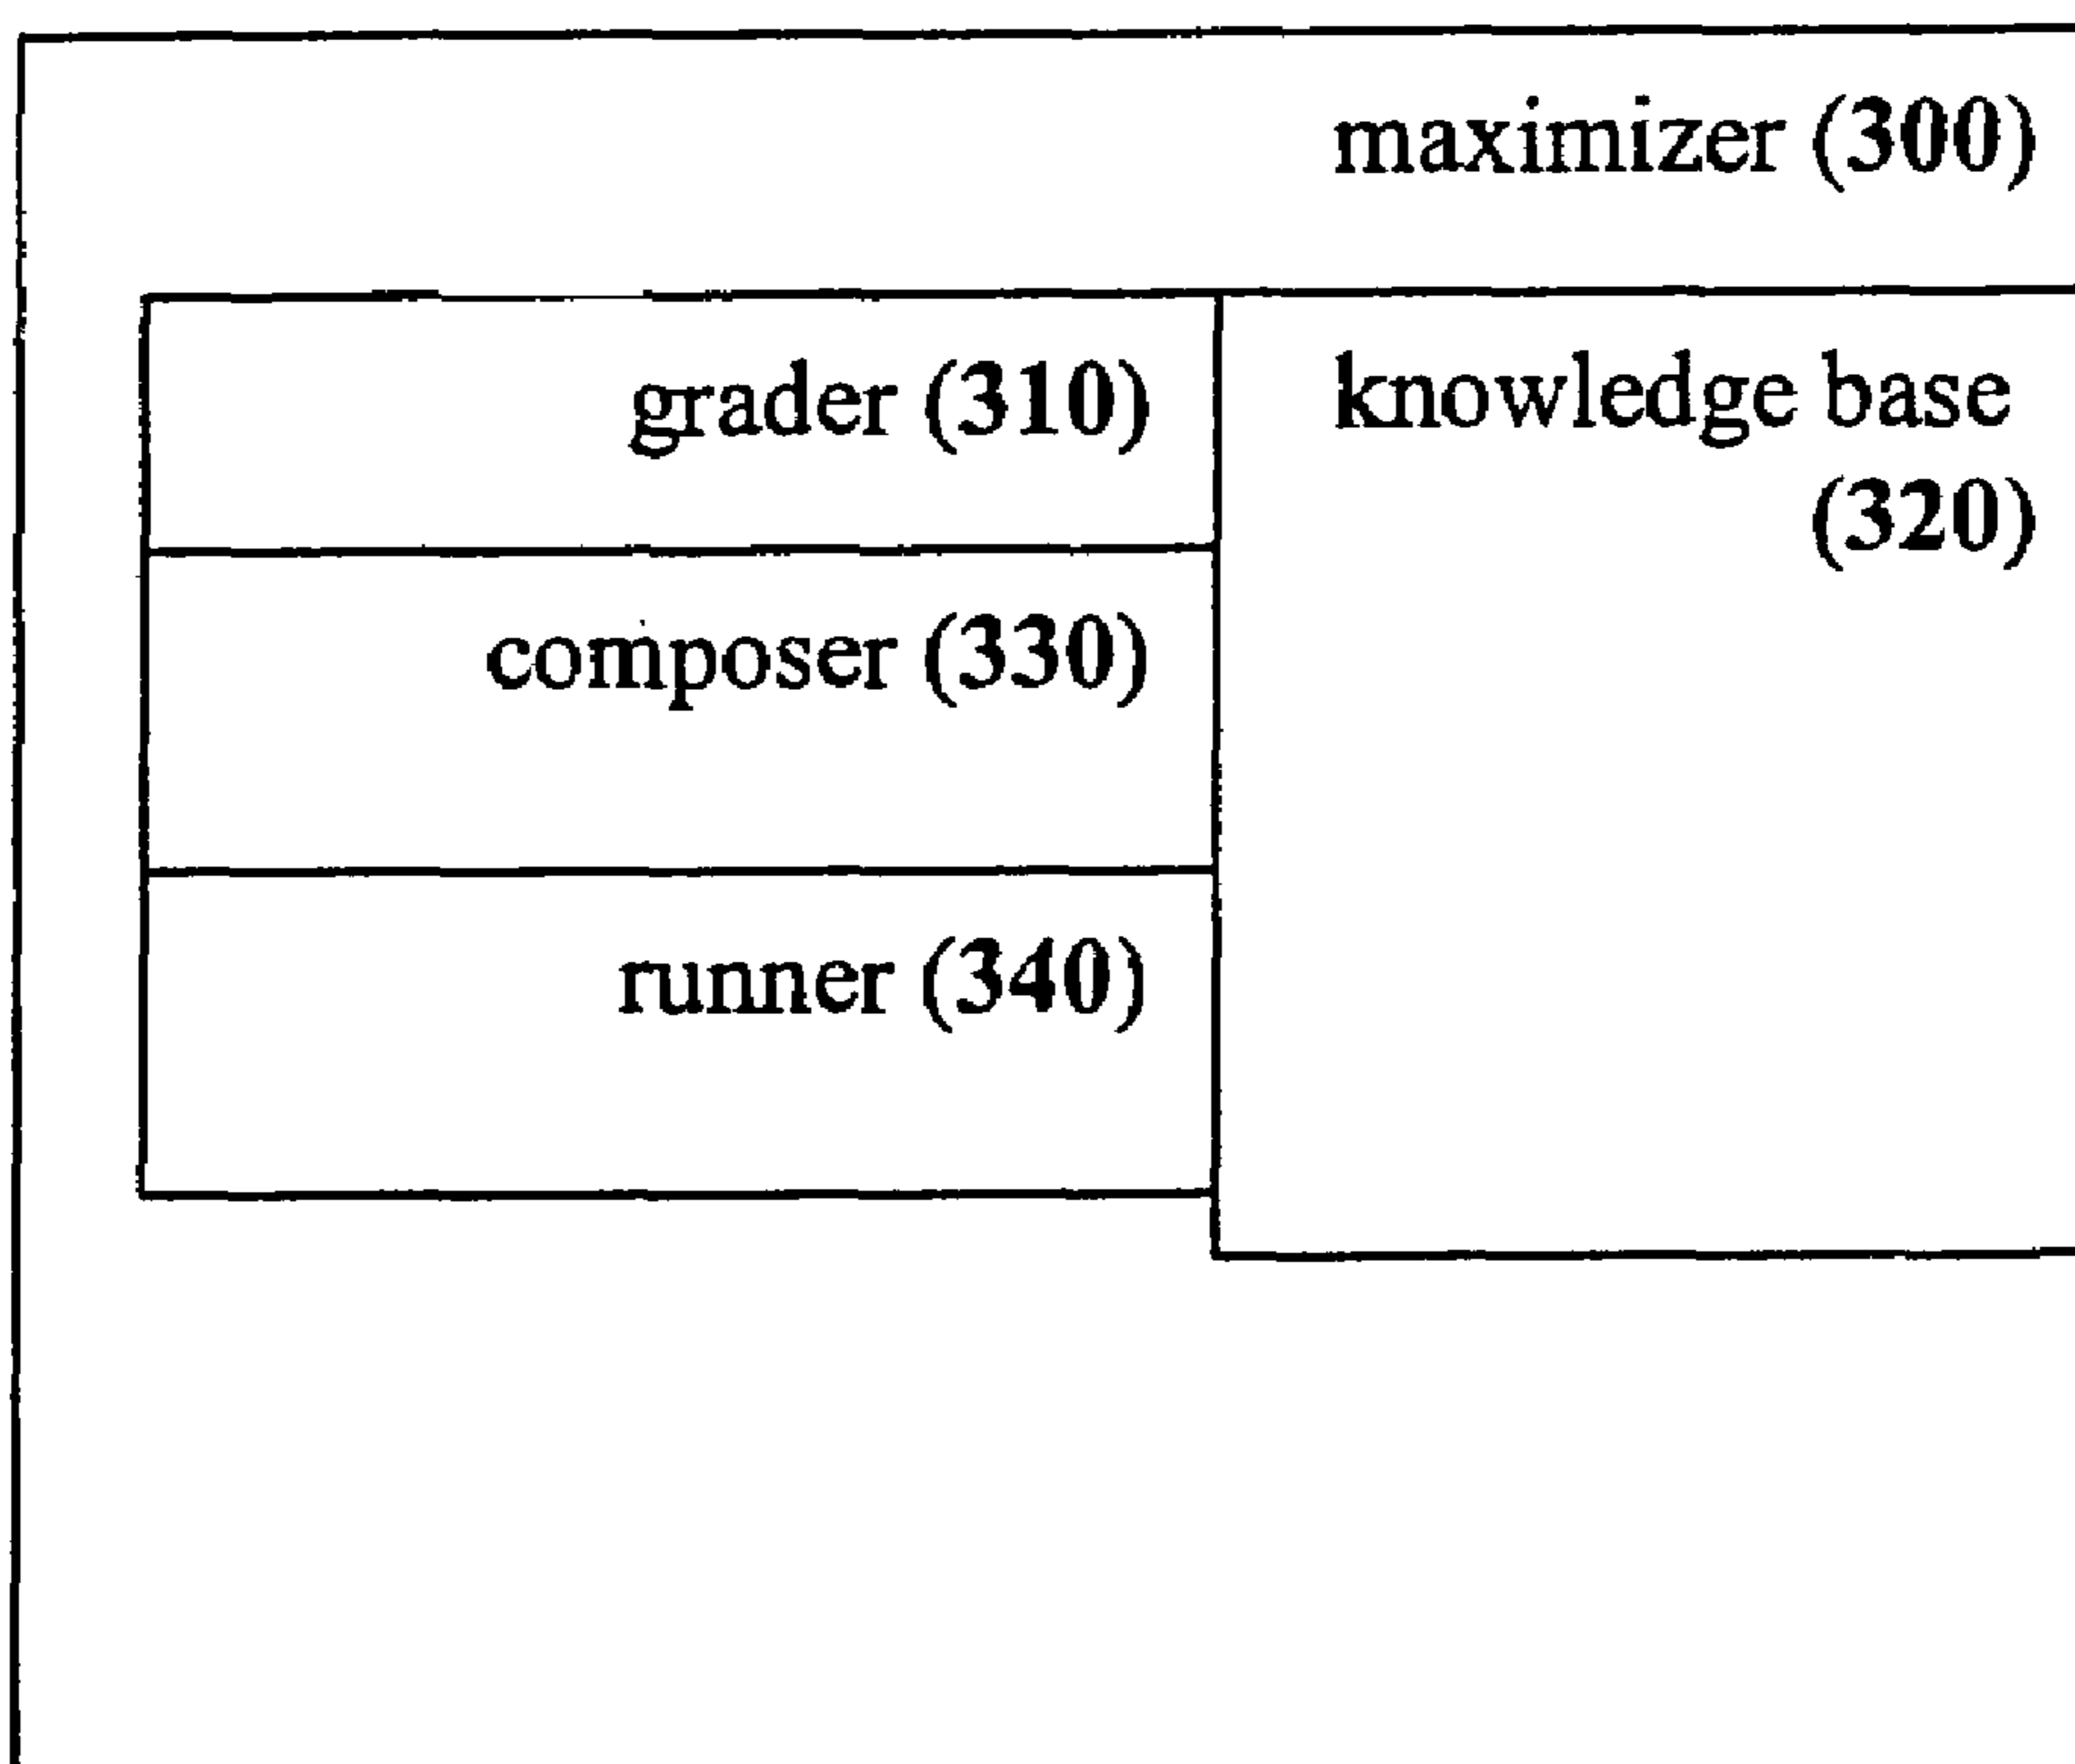 maximizer (300)
grader (310)
knowledge base
(320)
composer (330)
runner (340)